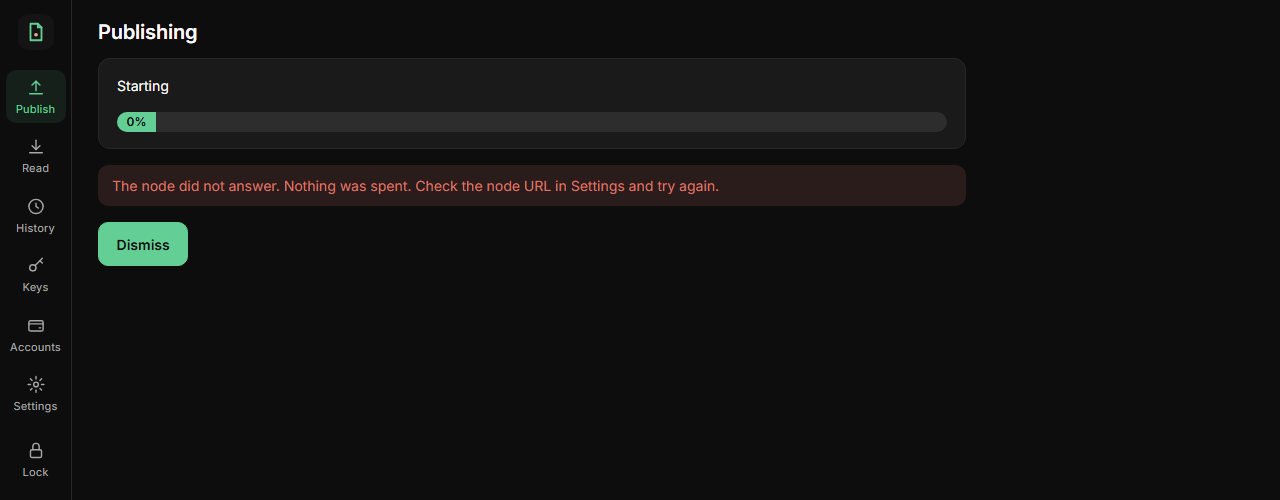 Publishing
Starting
0%
The node did not answer. Nothing was spent. Check the node URL in Settings and try again.
Dismiss
Publish
Read
History
Keys
Accounts
Settings
Lock